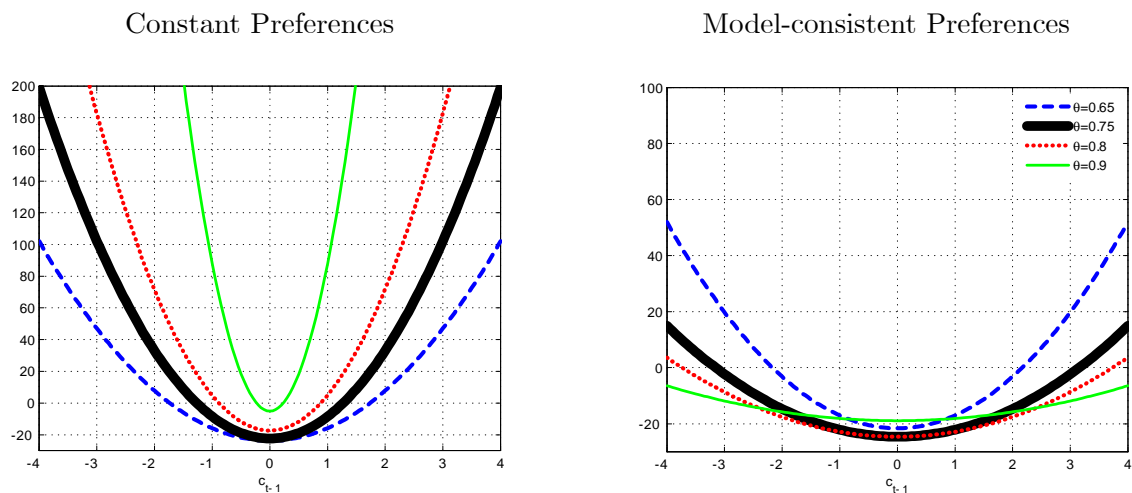 Constant Preferences
200
180
160
140
120
100
80
60
40
20
0
-20
-4 -3 -2 -1 0 1 2 3 4
c_{t-1}
Model-consistent Preferences
100
80
60
40
20
0
-20
-4 -3 -2 -1 0 1 2 3 4
c_{t-1}
θ=0.65
θ=0.75
θ=0.8
θ=0.9